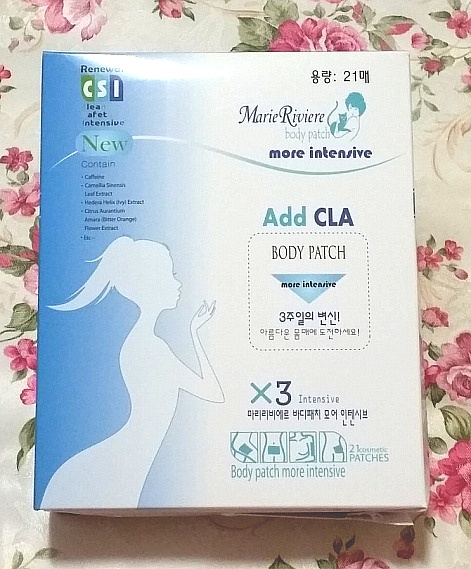 Renewal
용량: 21매
CSI
lean
safety
intensive
New
Contain
- Caffeine
- Camellia Sinensis
Leaf Extract
- Hedera Helix (Ivy) Extract
- Citrus Aurantium
Amara (Bitter Orange)
Flower Extract
- Etc
MarieRiviere
body patch
more intensive
Add CLA
BODY PATCH
more intensive
3주일의 변신!
아름다운 몸매에 도전하세요!
×3 Intensive
마리리비에르 바디패치 모어 인텐시브
21cosmetic
PATCHES
Body patch more intensive